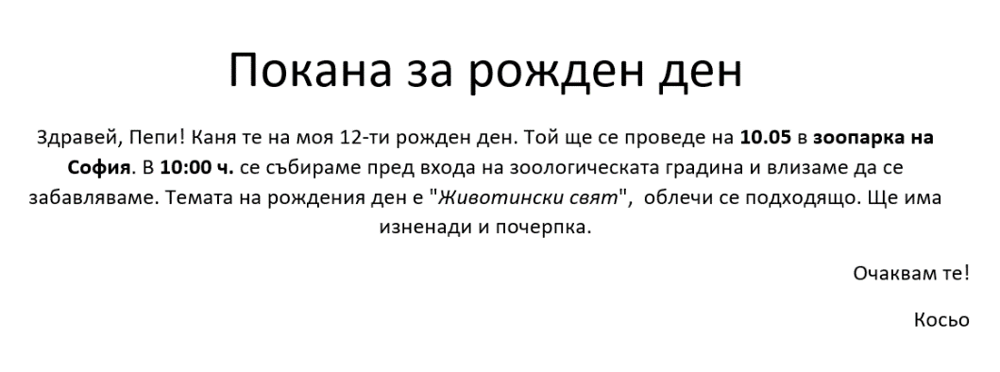 Покана за рожден ден
Здравей, Пепи! Каня те на моя 12-ти рожден ден. Той ще се проведе на 10.05 в зоопарка на
София. В 10:00 ч. се събираме пред входа на зоологическата градина и влизаме да се
забавляваме. Темата на рождения ден е "Животински свят",  облечи се подходящо. Ще има
изненади и почерпка.
Очаквам те!
Косьо